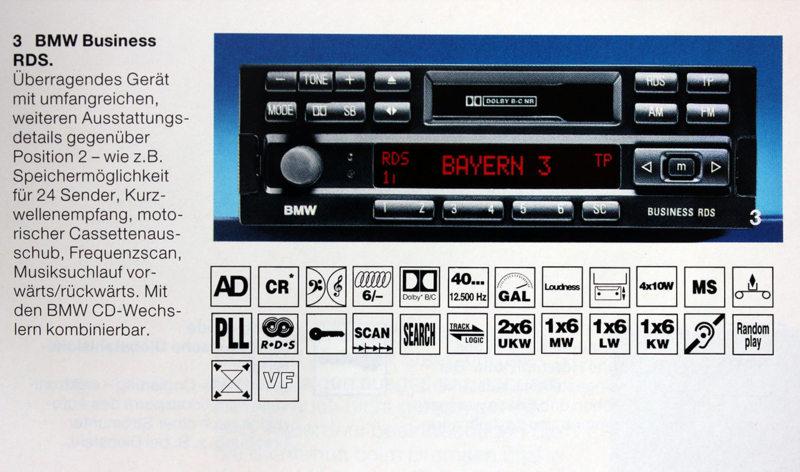 3 BMW Business
RDS.
Überragendes Gerät
mit umfangreichen,
weiteren Ausstattungs-
details gegenüber
Position 2 – wie z.B.
Speichermöglichkeit
für 24 Sender, Kurz-
wellenempfang, moto-
rischer Cassettenaus-
schub, Frequenzscan,
Musiksuchlauf vor-
wärts/rückwärts. Mit
den BMW CD-Wechs-
lern kombinierbar.
– TONE +
RDS TP
MODE SB
DOLBY B-C NR
AM FM
RDS BAYERN 3 TP
1
m
BMW
1 2 3 4 5 6 SC
BUSINESS RDS
3
AD CR* 6/– Dolby* B/C 40... 12.500 Hz GAL Loudness 4x10W MS
PLL R·D·S SCAN SEARCH TRACK LOGIC 2x6 UKW 1x6 MW 1x6 LW 1x6 KW Random play
VF